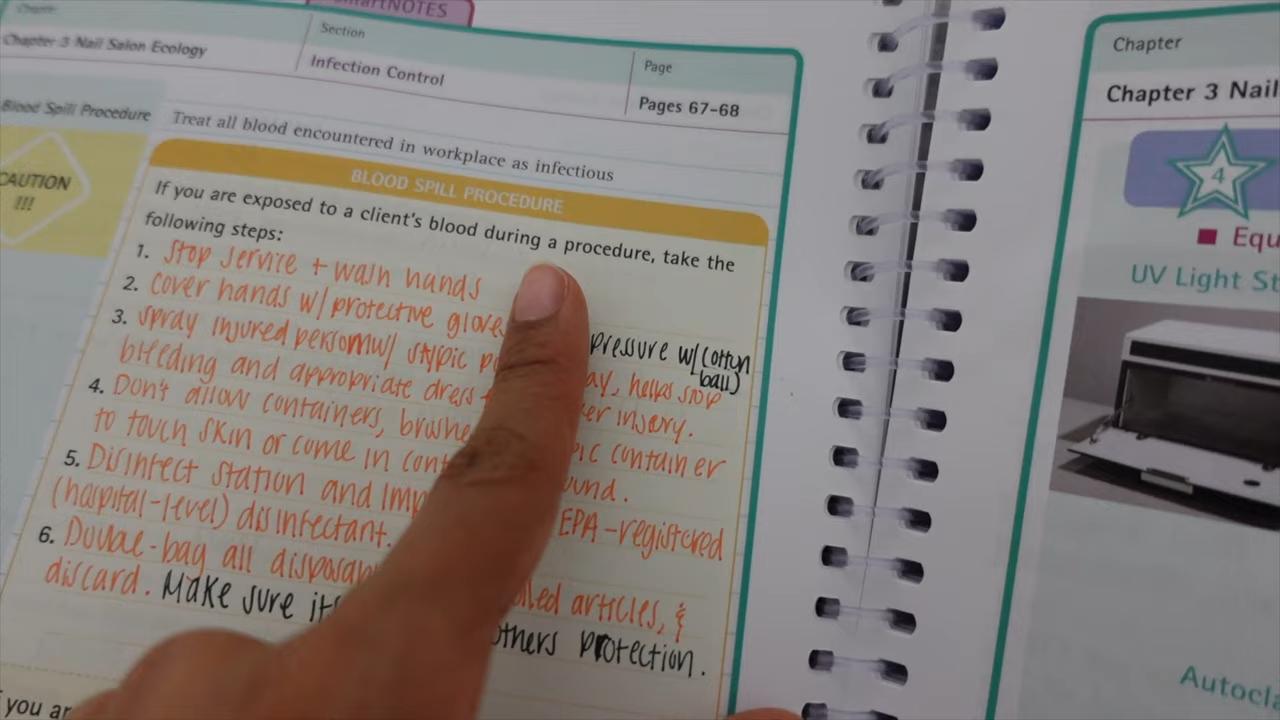 SmartNOTES
Chapter
Chapter 3 Nail Salon Ecology
Section
Infection Control
Page
Pages 67-68
Blood Spill Procedure
CAUTION
!!!
Treat all blood encountered in workplace as infectious
BLOOD SPILL PROCEDURE
If you are exposed to a client's blood during a procedure, take the
following steps:
1. Stop service + wash hands
2. Cover hands w/ protective
pressure w/(cotton
ball)
3. spray injured person w/ stypic helps stop
bleeding and appropriate dress injury.
4. Don't allow containers, container
to touch skin or come in
5. Disinfect station and EPA-registered
(hospital-level) disinfectant.
6. Double-bag all articles, &
discard. Make sure others protection.
Chapter
Chapter 3 Nail
4
Equ
UV Light St
Autocla